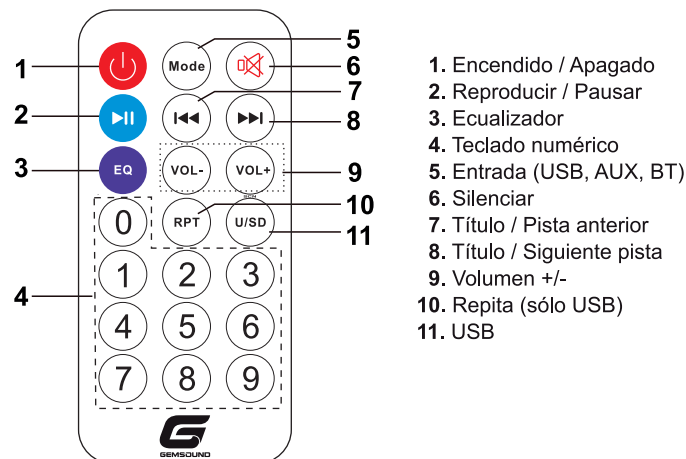 5
1
Mode
6
7
2
8
3
EQ
VOL-
VOL+
9
0
RPT
U/SD
10
11
1
2
3
4
4
5
6
7
8
9
G
GEMSOUND
1. Encendido / Apagado
2. Reproducir / Pausar
3. Ecualizador
4. Teclado numérico
5. Entrada (USB, AUX, BT)
6. Silenciar
7. Título / Pista anterior
8. Título / Siguiente pista
9. Volumen +/-
10. Repita (sólo USB)
11. USB